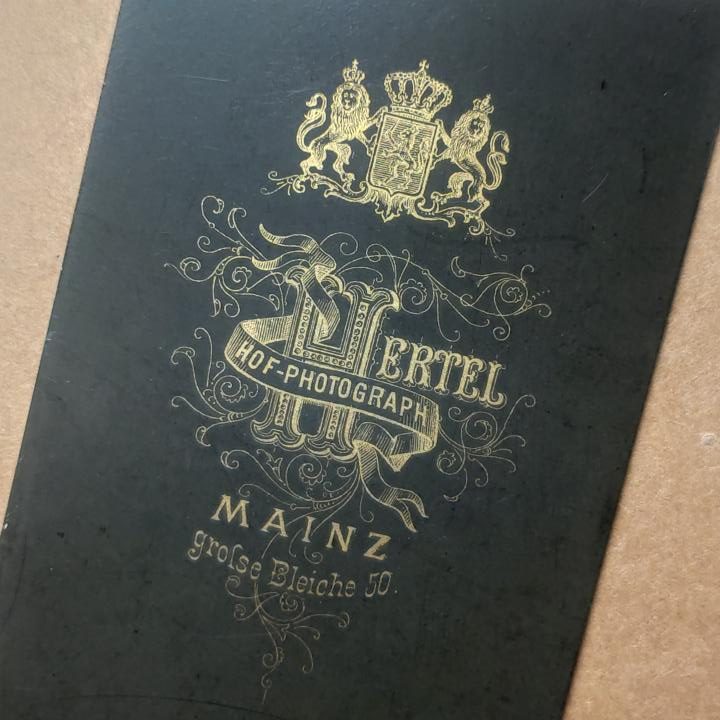 HERTEL
HOF-PHOTOGRAPH
MAINZ
groſse Bleiche 50.